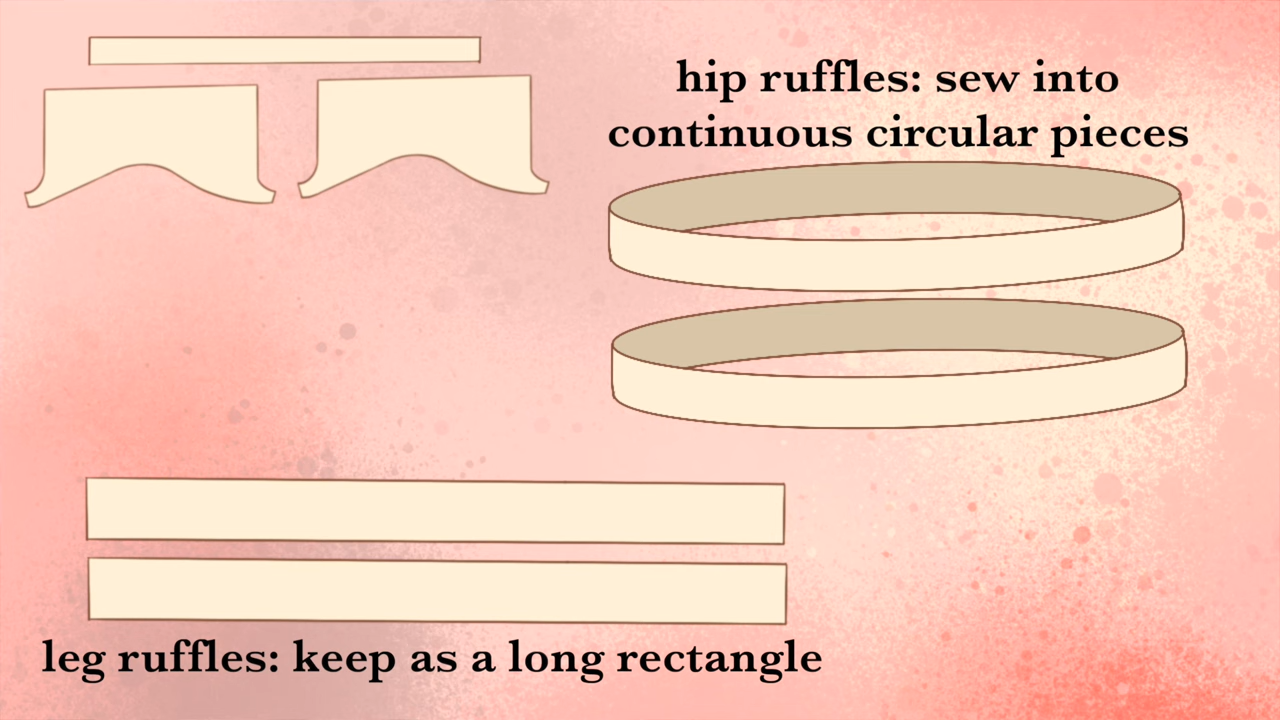 hip ruffles: sew into
continuous circular pieces
leg ruffles: keep as a long rectangle